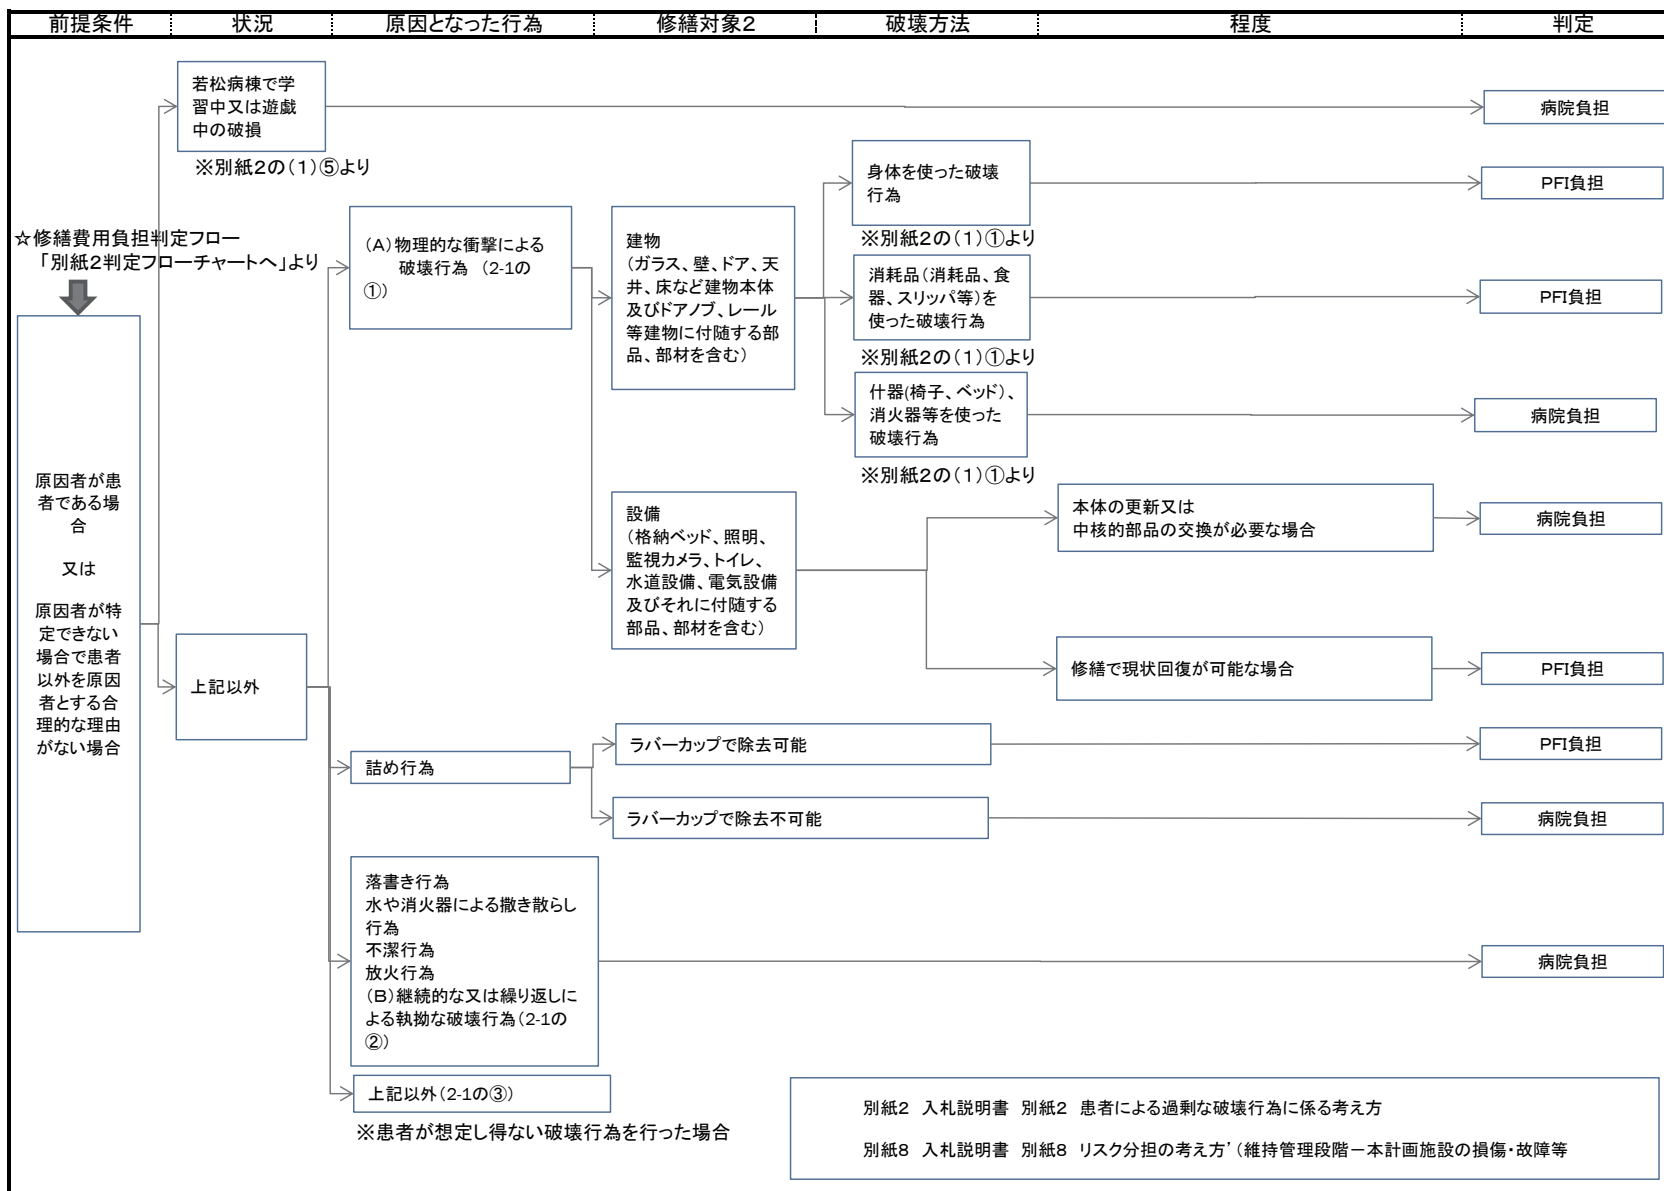 前提条件 状況 原因となった行為 修繕対象2 破壊方法 程度 判定
若松病棟で学
習中又は遊戯
中の破損
※別紙2の(1)⑤より
病院負担
☆修繕費用負担判定フロー
「別紙2判定フローチャートへ」より
原因者が患
者である場
合
又は
原因者が特
定できない
場合で患者
以外を原因
者とする合
理的な理由
がない場合
上記以外
(A)物理的な衝撃による
破壊行為 (2-1の
①)
建物
(ガラス、壁、ドア、天
井、床など建物本体
及びドアノブ、レール
等建物に付随する部
品、部材を含む)
身体を使った破壊
行為
※別紙2の(1)①より
PFI負担
消耗品(消耗品、食
器、スリッパ等)を
使った破壊行為
※別紙2の(1)①より
PFI負担
什器(椅子、ベッド)、
消火器等を使った
破壊行為
※別紙2の(1)①より
病院負担
設備
(格納ベッド、照明、
監視カメラ、トイレ、
水道設備、電気設備
及びそれに付随する
部品、部材を含む)
本体の更新又は
中核的部品の交換が必要な場合
病院負担
修繕で現状回復が可能な場合
PFI負担
詰め行為
ラバーカップで除去可能
PFI負担
ラバーカップで除去不可能
病院負担
落書き行為
水や消火器による撒き散らし
行為
不潔行為
放火行為
(B)継続的な又は繰り返しに
よる執拗な破壊行為(2-1の
②)
病院負担
上記以外(2-1の③)
※患者が想定し得ない破壊行為を行った場合
別紙2 入札説明書 別紙2 患者による過剰な破壊行為に係る考え方
別紙8 入札説明書 別紙8 リスク分担の考え方’(維持管理段階－本計画施設の損傷・故障等